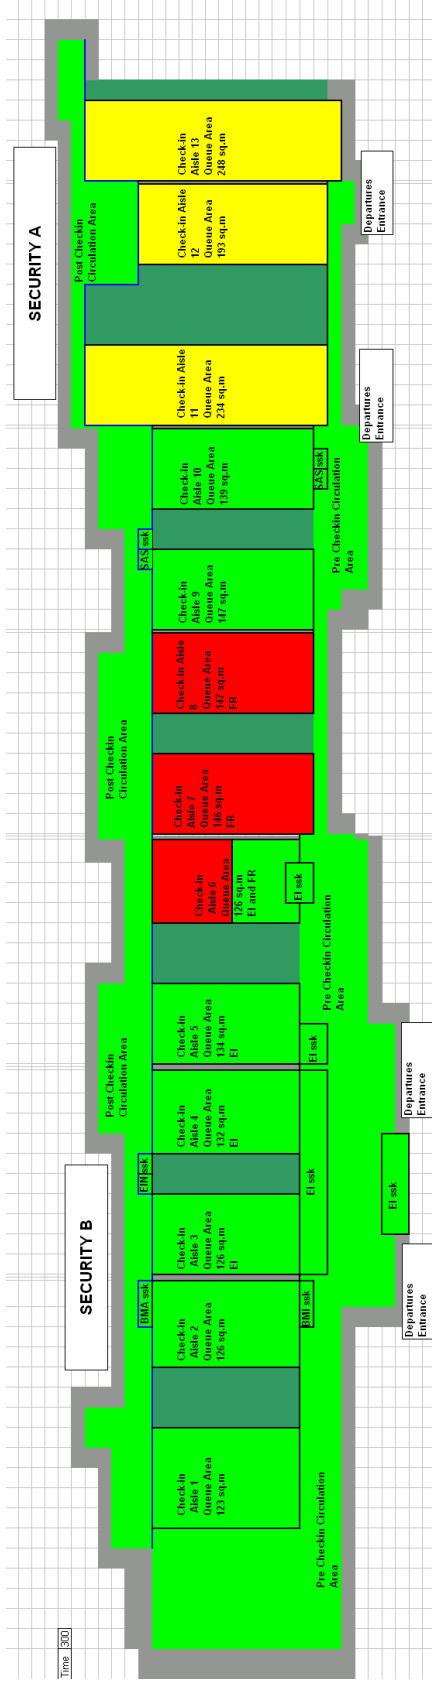 SECURITY A
Post Checkin
Circulation Area
Check-in
Aisle 13
Queue Area
248 sq.m
Check-in Aisle
12
Queue Area
193 sq.m
Departures
Entrance
Check-in Aisle
11
Queue Area
234 sq.m
Departures
Entrance
Check-in
Aisle 10
Queue Area
139 sq.m
SAS ssk
SAS ssk
Pre Checkin Circulation
Area
Check-in
Aisle 9
Queue Area
147 sq.m
Check-in Aisle
8
Queue Area
147 sq.m
FR
Post Checkin
Circulation Area
Check-in
Aisle 7
Queue Area
146 sq.m
FR
Check-in
Aisle 6
Queue Area
126 sq.m
EI and FR
EI ssk
Pre Checkin Circulation
Area
Check-in
Aisle 5
Queue Area
134 sq.m
EI
EI ssk
Post Checkin
Circulation Area
Departures
Entrance
Check-in
Aisle 4
Queue Area
132 sq.m
EI
EIN ssk
EI ssk
EI ssk
SECURITY B
Check-in
Aisle 3
Queue Area
126 sq.m
EI
Departures
Entrance
BMA ssk
BMI ssk
Check-in
Aisle 2
Queue Area
126 sq.m
Check-in
Aisle 1
Queue Area
123 sq.m
Pre Checkin Circulation
Area
Time 300